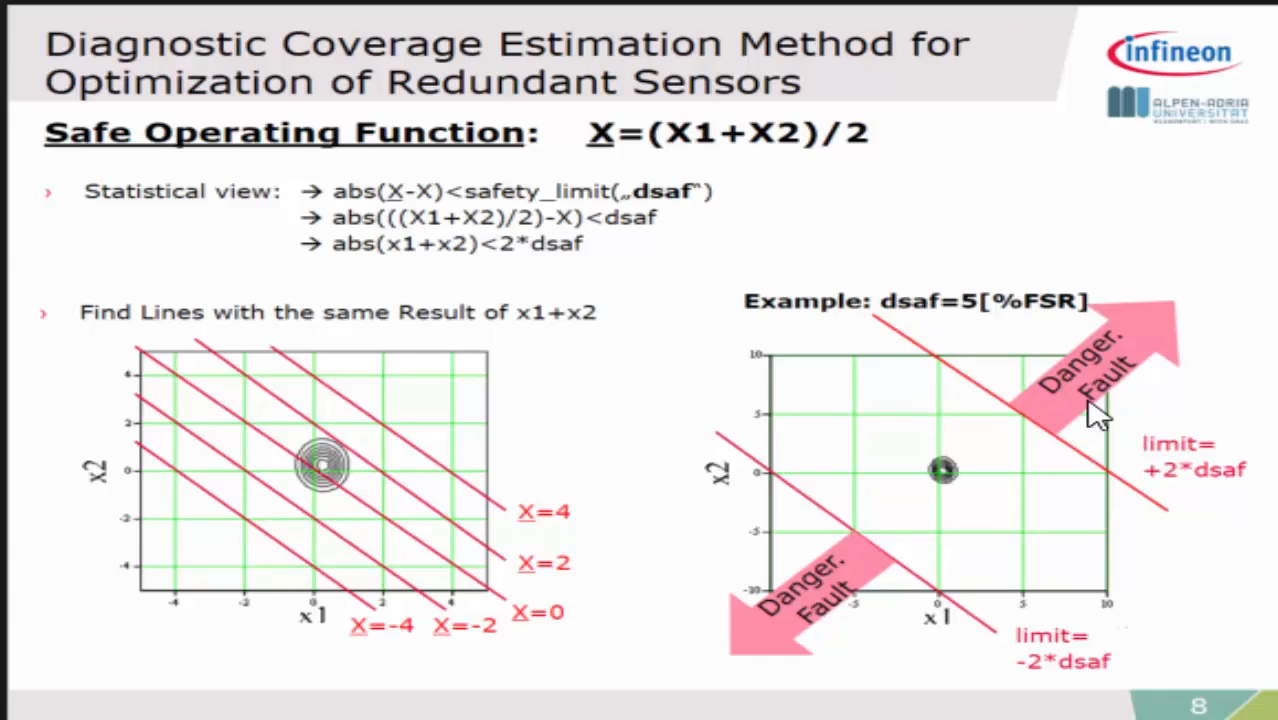 Diagnostic Coverage Estimation Method for
Optimization of Redundant Sensors
infineon
ALPEN-ADRIA
UNIVERSITÄT
Safe Operating Function: X=(X1+X2)/2
› Statistical view: → abs(X-X)<safety_limit(„dsaf“)
→ abs(((X1+X2)/2)-X)<dsaf
→ abs(x1+x2)<2*dsaf
› Find Lines with the same Result of x1+x2
Example: dsaf=5[%FSR]
4
2
0
-2
-4
x2
-4 -2 0 2 4
x1
X=4
X=2
X=0
X=-2
X=-4
10
5
0
-5
-10
x2
-5 0 5 10
x1
Danger.
Fault
limit=
+2*dsaf
Danger.
Fault
limit=
-2*dsaf
8